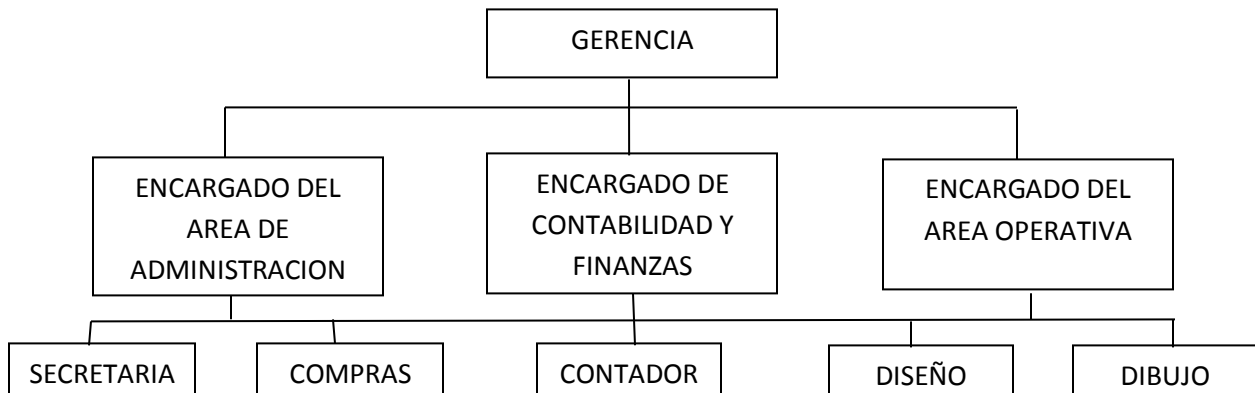 GERENCIA
ENCARGADO DEL
AREA DE
ADMINISTRACION
ENCARGADO DE
CONTABILIDAD Y
FINANZAS
ENCARGADO DEL
AREA OPERATIVA
SECRETARIA
COMPRAS
CONTADOR
DISEÑO
DIBUJO